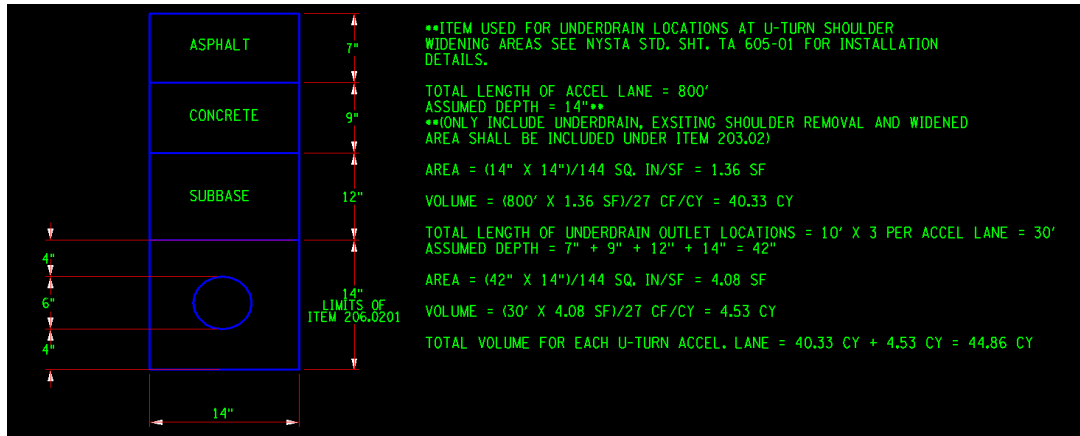 ASPHALT
7"
CONCRETE
9"
SUBBASE
12"
4"
6"
4"
14"
LIMITS OF
ITEM 206.0201
14"
**ITEM USED FOR UNDERDRAIN LOCATIONS AT U-TURN SHOULDER
WIDENING AREAS SEE NYSTA STD. SHT. TA 605-01 FOR INSTALLATION
DETAILS.
TOTAL LENGTH OF ACCEL LANE = 800'
ASSUMED DEPTH = 14"**
**(ONLY INCLUDE UNDERDRAIN, EXSITING SHOULDER REMOVAL AND WIDENED
AREA SHALL BE INCLUDED UNDER ITEM 203.02)
AREA = (14" X 14")/144 SQ. IN/SF = 1.36 SF
VOLUME = (800' X 1.36 SF)/27 CF/CY = 40.33 CY
TOTAL LENGTH OF UNDERDRAIN OUTLET LOCATIONS = 10' X 3 PER ACCEL LANE = 30'
ASSUMED DEPTH = 7" + 9" + 12" + 14" = 42"
AREA = (42" X 14")/144 SQ. IN/SF = 4.08 SF
VOLUME = (30' X 4.08 SF)/27 CF/CY = 4.53 CY
TOTAL VOLUME FOR EACH U-TURN ACCEL. LANE = 40.33 CY + 4.53 CY = 44.86 CY